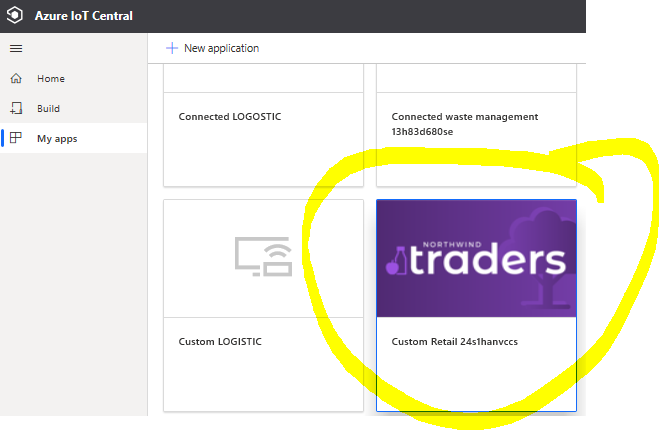 Azure IoT Central
New application
Home
Build
My apps
Connected LOGOSTIC
Connected waste management
13h83d680se
NORTHWIND
traders
Custom LOGISTIC
Custom Retail 24s1hanvccs